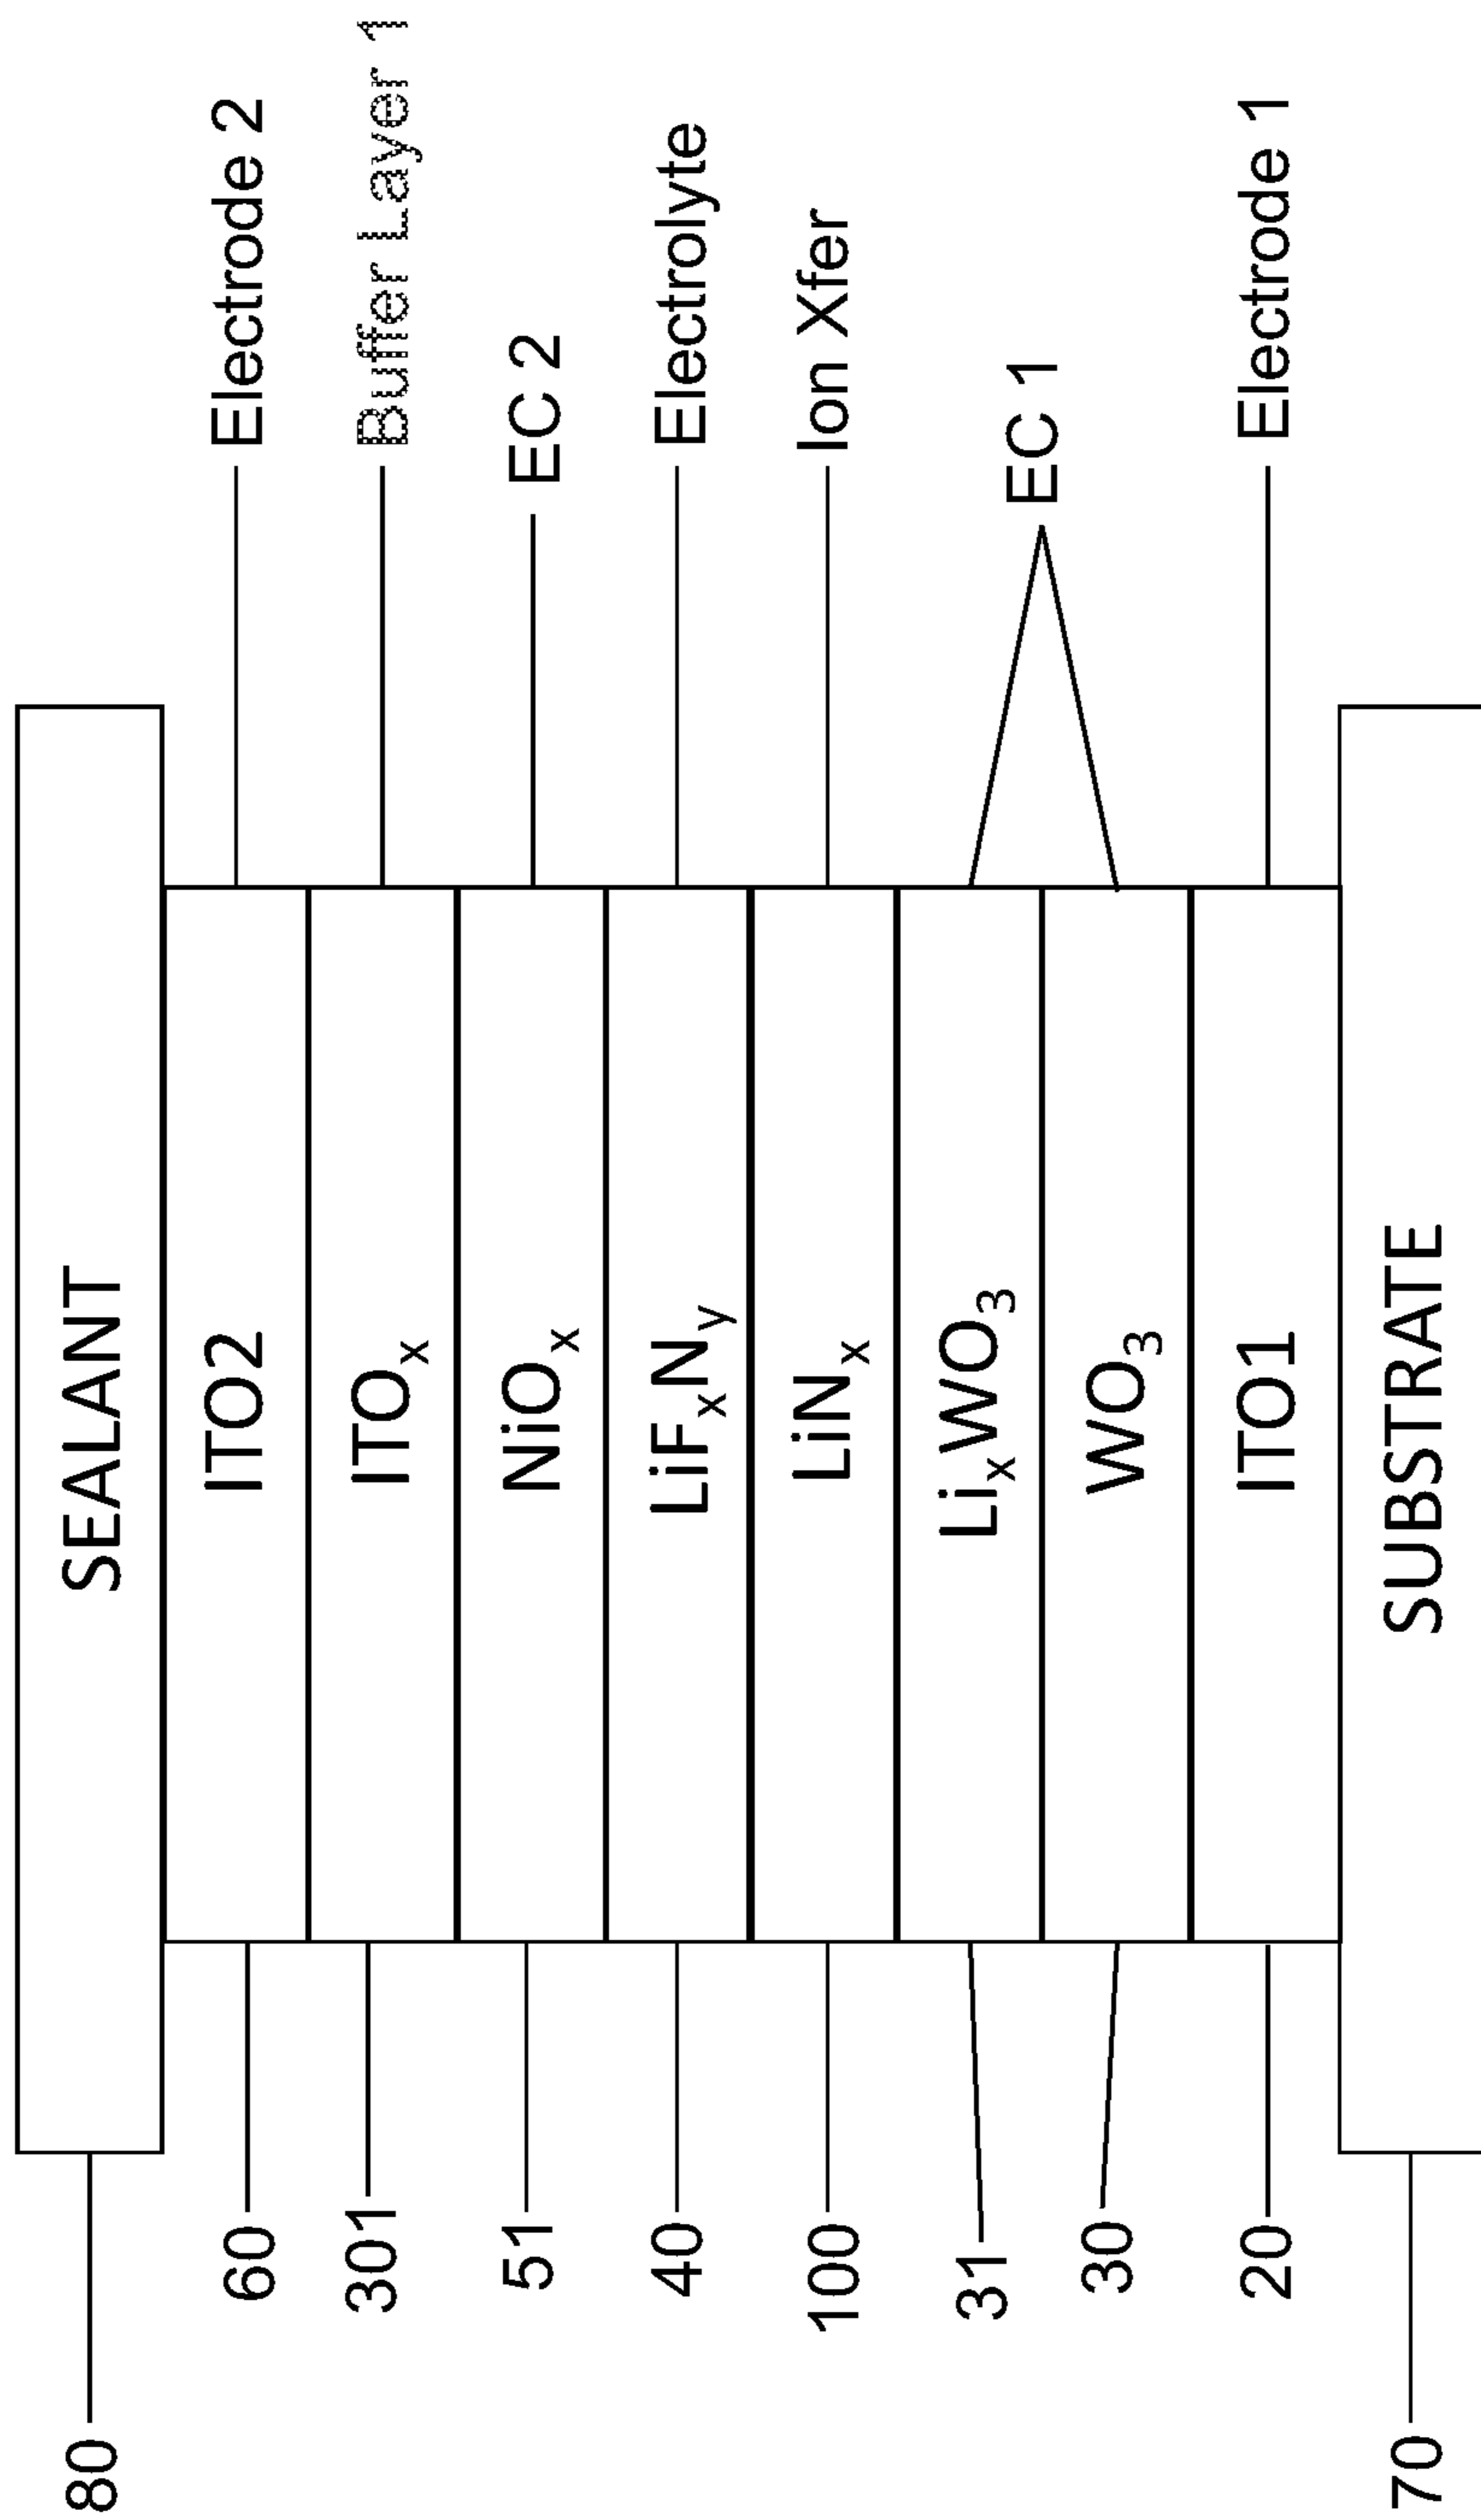 80 SEALANT
60 ITO2 Electrode 2
301 ITOx Buffer Layer 1
51 NiOx EC 2
40 LiFxNy Electrolyte
100 LiNx Ion Xfer
31 LixWO3
EC 1
30 WO3
20 ITO1 Electrode 1
70 SUBSTRATE